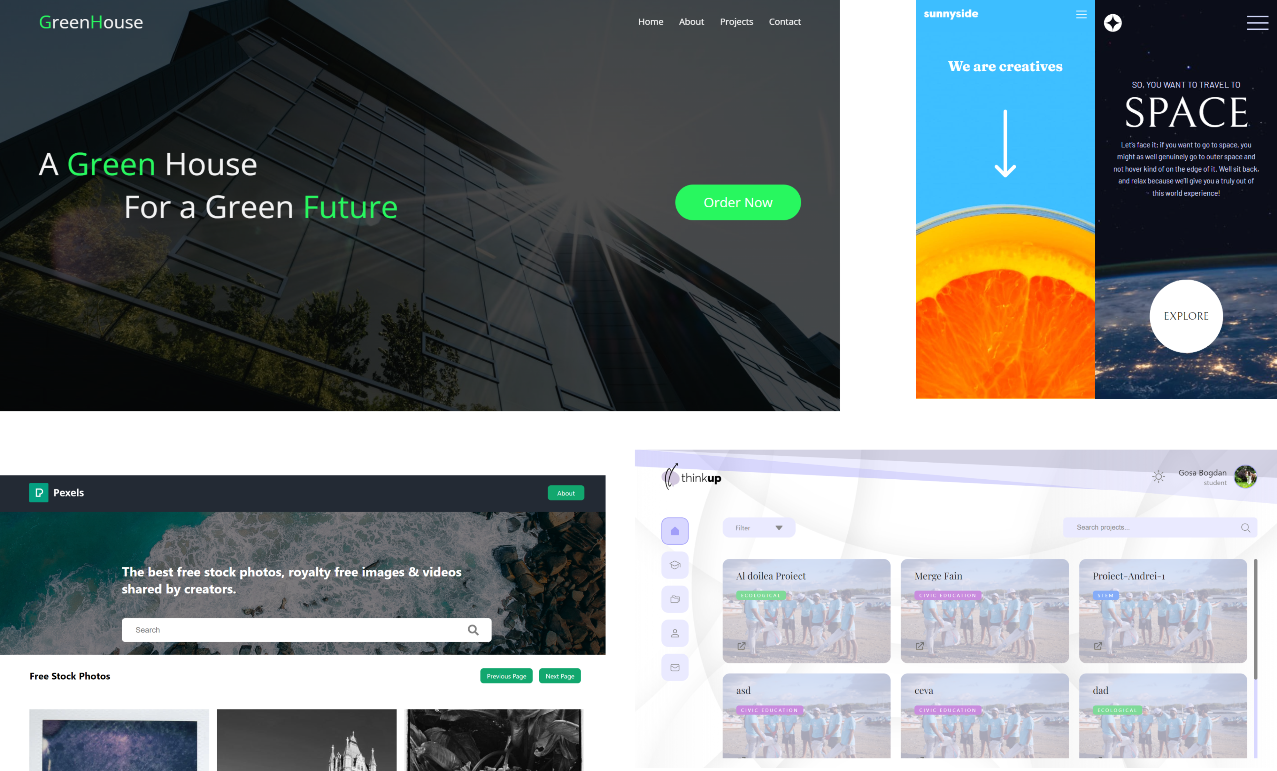 GreenHouse
Home About Projects Contact
A Green House
For a Green Future
Order Now
sunnyside
We are creatives
SO, YOU WANT TO TRAVEL TO
SPACE
Let's face it: if you want to go to space, you
might as well genuinely go to outer space and
not hover kind of on the edge of it. Well sit back,
and relax because we'll give you a truly out of
this world experience!
EXPLORE
Pexels
About
The best free stock photos, royalty free images & videos
shared by creators.
Search
Free Stock Photos
Previous Page Next Page
thinkup
Gosa Bogdan
student
Filter
Search projects...
Al doilea Proiect
ECOLOGICAL
Merge Fain
CIVIC EDUCATION
Proiect-Andrei-1
STEM
asd
CIVIC EDUCATION
ceva
CIVIC EDUCATION
dad
ECOLOGICAL